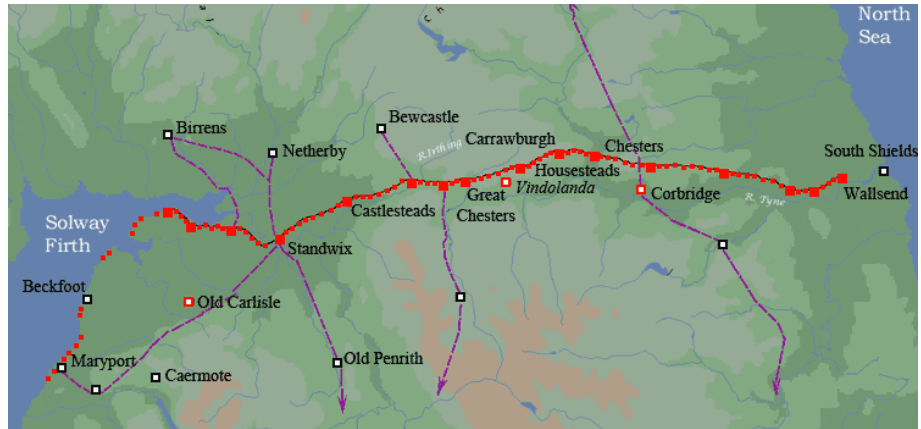 North
Sea
Birrens
Bewcastle
R.Irthing
Carrawburgh
Chesters
Netherby
South Shields
Housesteads
Vindolanda
Great
Chesters
Corbridge
R. Tyne
Wallsend
Castlesteads
Solway
Firth
Standwix
Beckfoot
Old Carlisle
Maryport
Old Penrith
Caermote